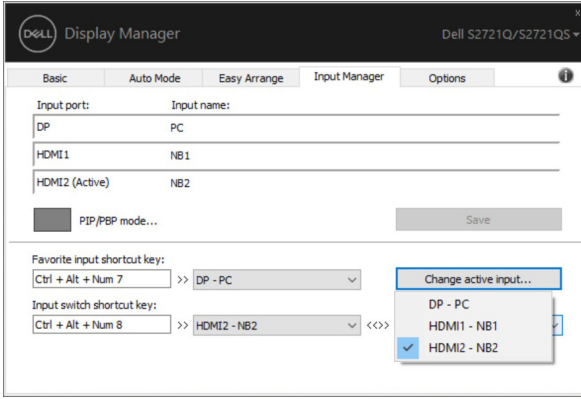 DELL Display Manager
x
Dell S2721Q/S2721QS
Basic Auto Mode Easy Arrange Input Manager Options i
Input port: Input name:
DP PC
HDMI1 NB1
HDMI2 (Active) NB2
PIP/PBP mode... Save
Favorite input shortcut key:
Ctrl + Alt + Num 7 >> DP - PC Change active input...
Input switch shortcut key:
Ctrl + Alt + Num 8 >> HDMI2 - NB2 <<>>
DP - PC
HDMI1 - NB1
HDMI2 - NB2